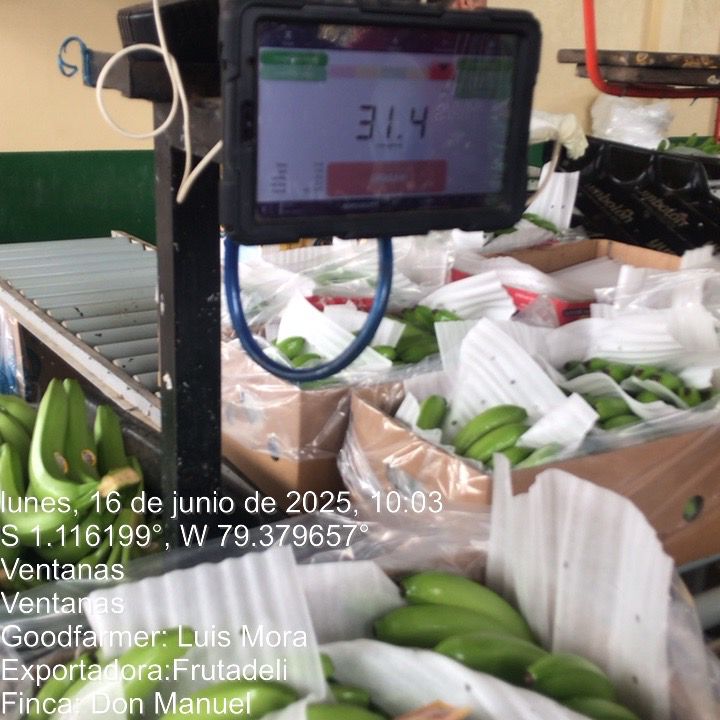 31.4
lunes, 16 de junio de 2025, 10:03
S 1.116199°, W 79.379657°
Ventanas
Ventanas
Goodfarmer: Luis Mora
Exportadora:Frutadeli
Finca: Don Manuel